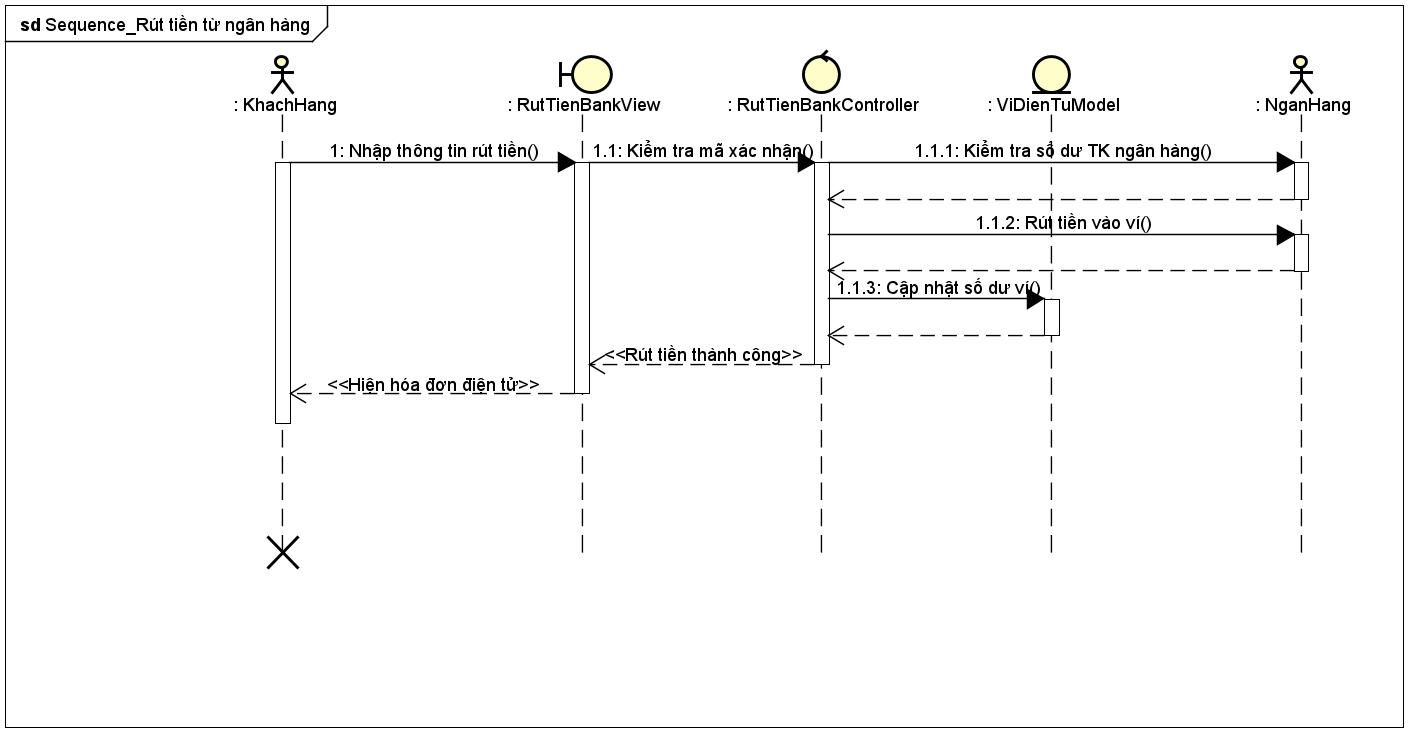 sd Sequence_Rút tiền từ ngân hàng
: KhachHang
: RutTienBankView
: RutTienBankController
: ViDienTuModel
: NganHang
1: Nhập thông tin rút tiền()
1.1: Kiểm tra mã xác nhận()
1.1.1: Kiểm tra số dư TK ngân hàng()
1.1.2: Rút tiền vào ví()
1.1.3: Cập nhật số dư ví()
<<Rút tiền thành công>>
<<Hiện hóa đơn điện tử>>